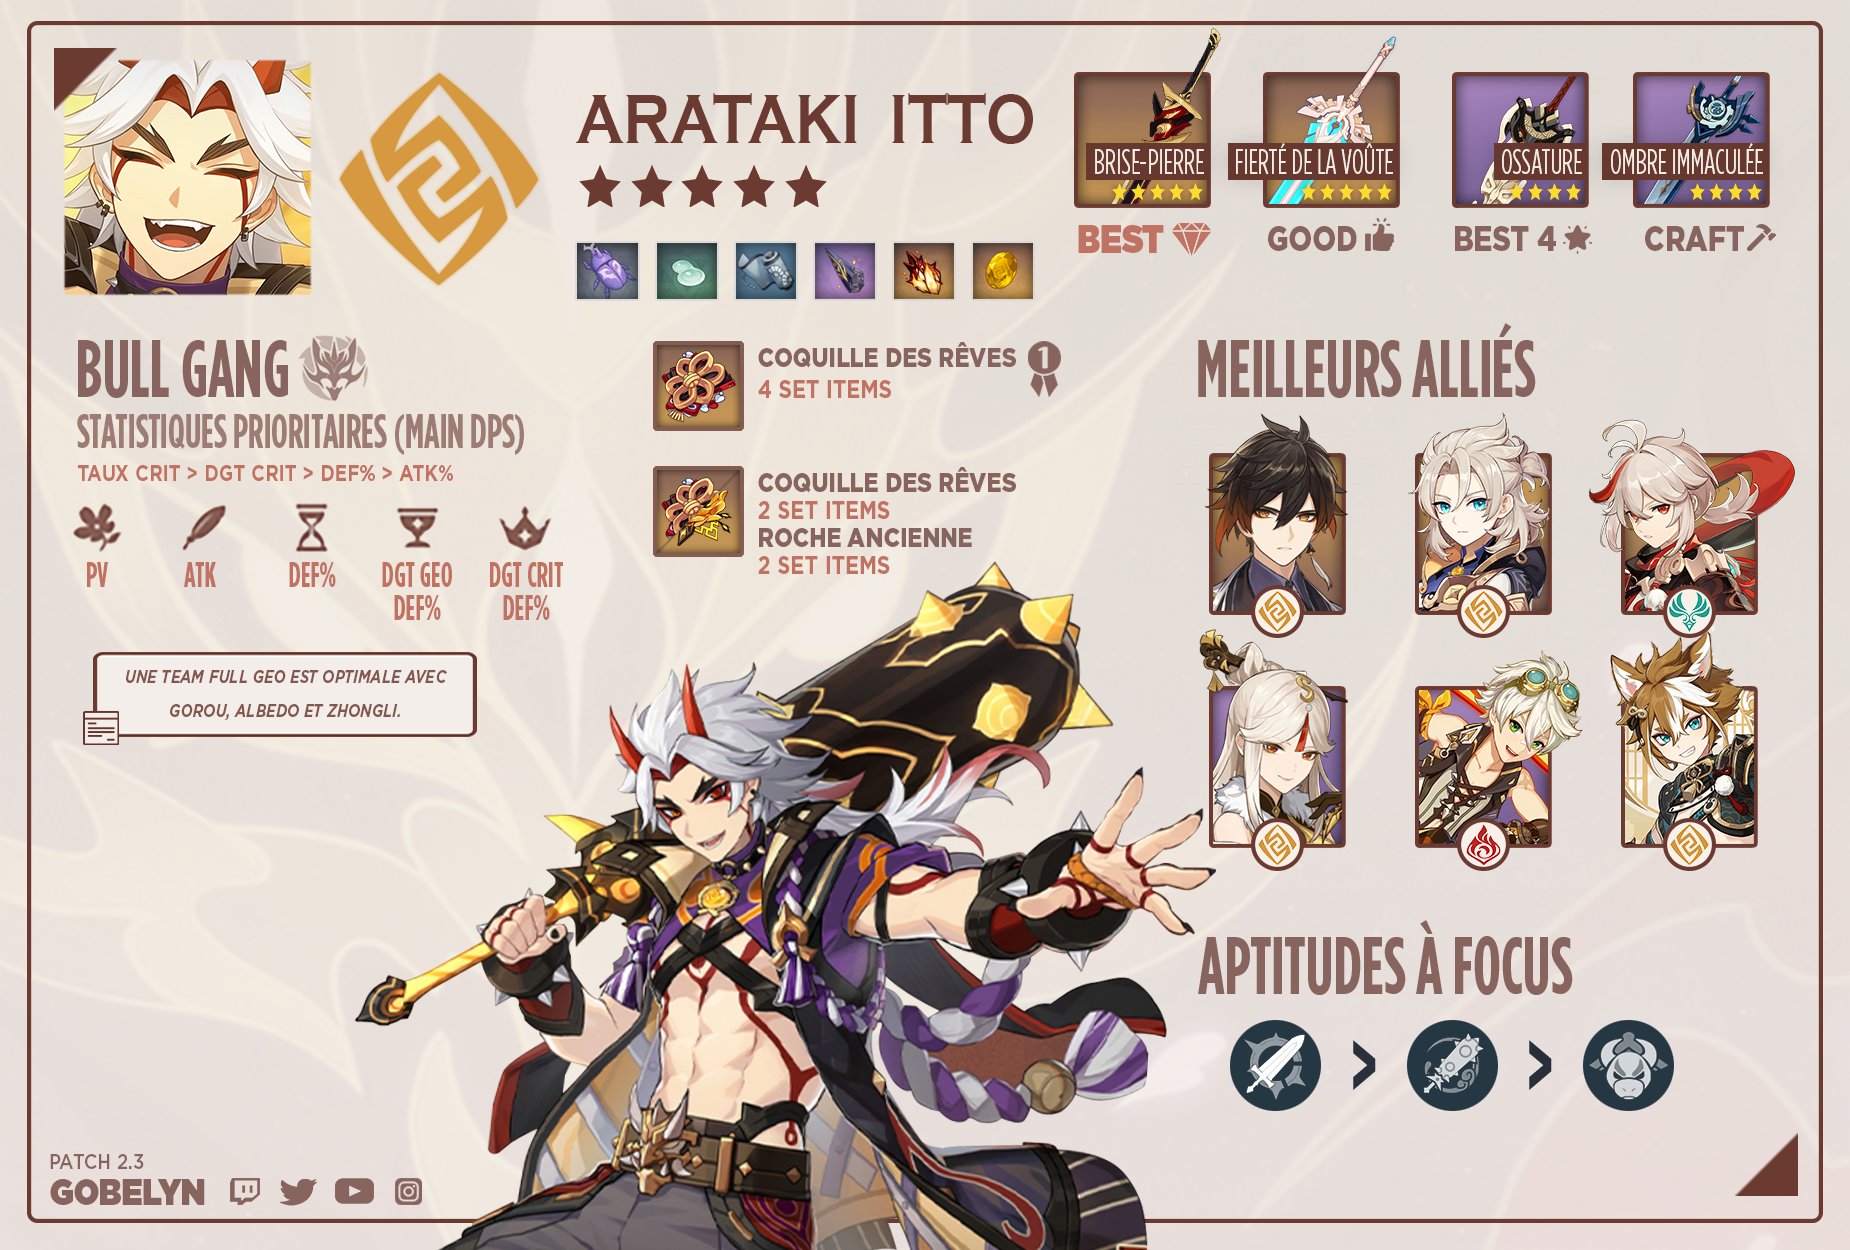 ARATAKI ITTO
BRISE-PIERRE
BEST
FIERTÉ DE LA VOÛTE
GOOD
OSSATURE
BEST 4
OMBRE IMMACULÉE
CRAFT
BULL GANG
STATISTIQUES PRIORITAIRES (MAIN DPS)
TAUX CRIT > DGT CRIT > DEF% > ATK%
PV
ATK
DEF%
DGT GEO
DEF%
DGT CRIT
DEF%
UNE TEAM FULL GEO EST OPTIMALE AVEC
GOROU, ALBEDO ET ZHONGLI.
COQUILLE DES RÊVES 1
4 SET ITEMS
COQUILLE DES RÊVES
2 SET ITEMS
ROCHE ANCIENNE
2 SET ITEMS
MEILLEURS ALLIÉS
APTITUDES À FOCUS
> >
PATCH 2.3
GOBELYN